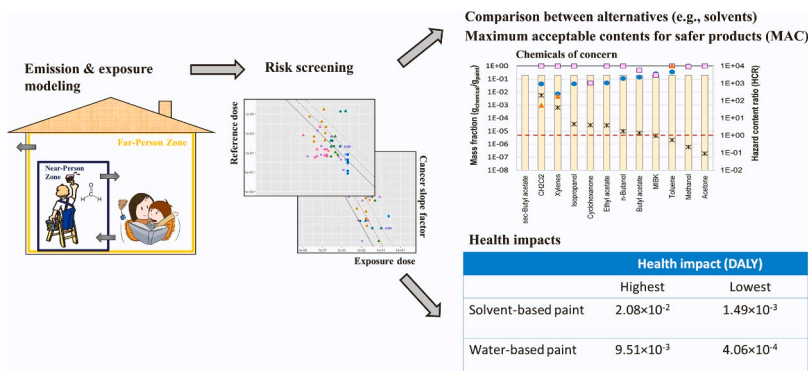 Comparison between alternatives (e.g., solvents)
Maximum acceptable contents for safer products (MAC)
Emission & exposure
modeling
Risk screening
Far-Person Zone
Near-Person
Zone
O
H
H
Reference dose
Cancer slope factor
Exposure dose
Chemicals of concern
Mass fraction (gchemical/gpaint)
1E+00
1E-01
1E-02
1E-03
1E-04
1E-05
1E-06
1E-07
1E-08
1E+04
1E+03
1E+02
1E+01
1E+00
1E-01
1E-02
Hazard content ratio (HCR)
sec-Butyl acetate
CH2Cl2
Xylenes
Isopropanol
Cyclohexanone
Ethyl acetate
n-Butanol
Butyl acetate
MIBK
Toluene
Methanol
Acetone
Health impacts
Health impact (DALY)
Highest Lowest
Solvent-based paint 2.08×10-2 1.49×10-3
Water-based paint 9.51×10-3 4.06×10-4